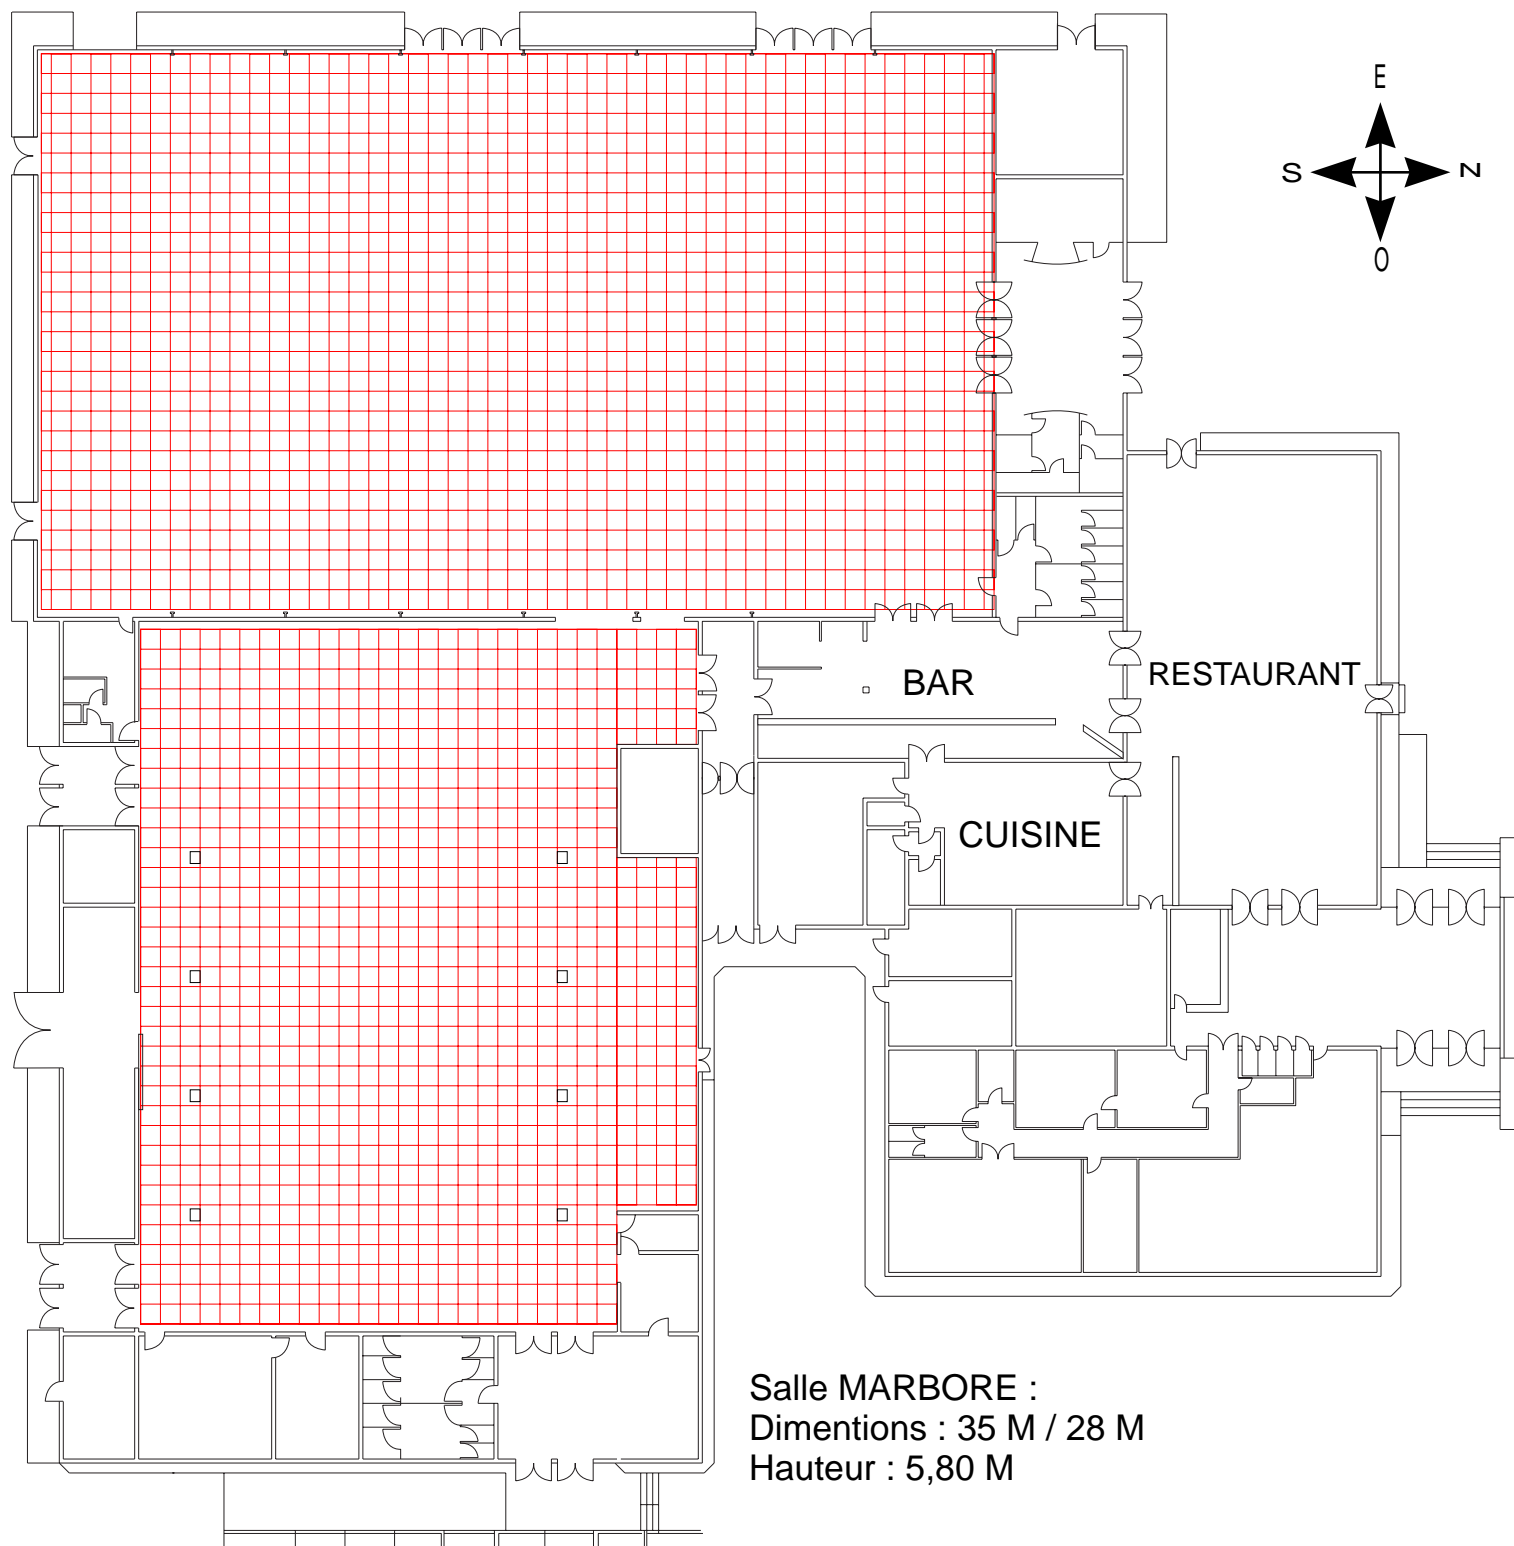 E
S
N
O
BAR
RESTAURANT
CUISINE
Salle MARBORE :
Dimentions : 35 M / 28 M
Hauteur : 5,80 M